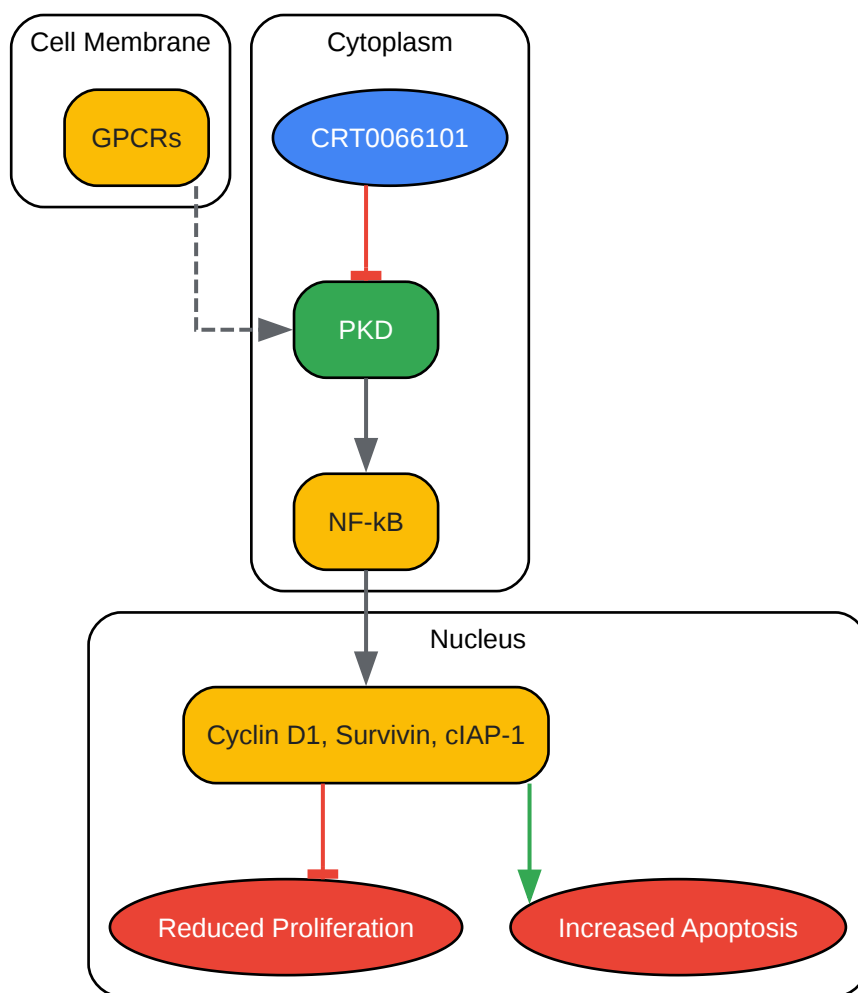 Cell Membrane
Cytoplasm
GPCRs
CRT0066101
PKD
NF-kB
Nucleus
Cyclin D1, Survivin, cIAP-1
Reduced Proliferation
Increased Apoptosis